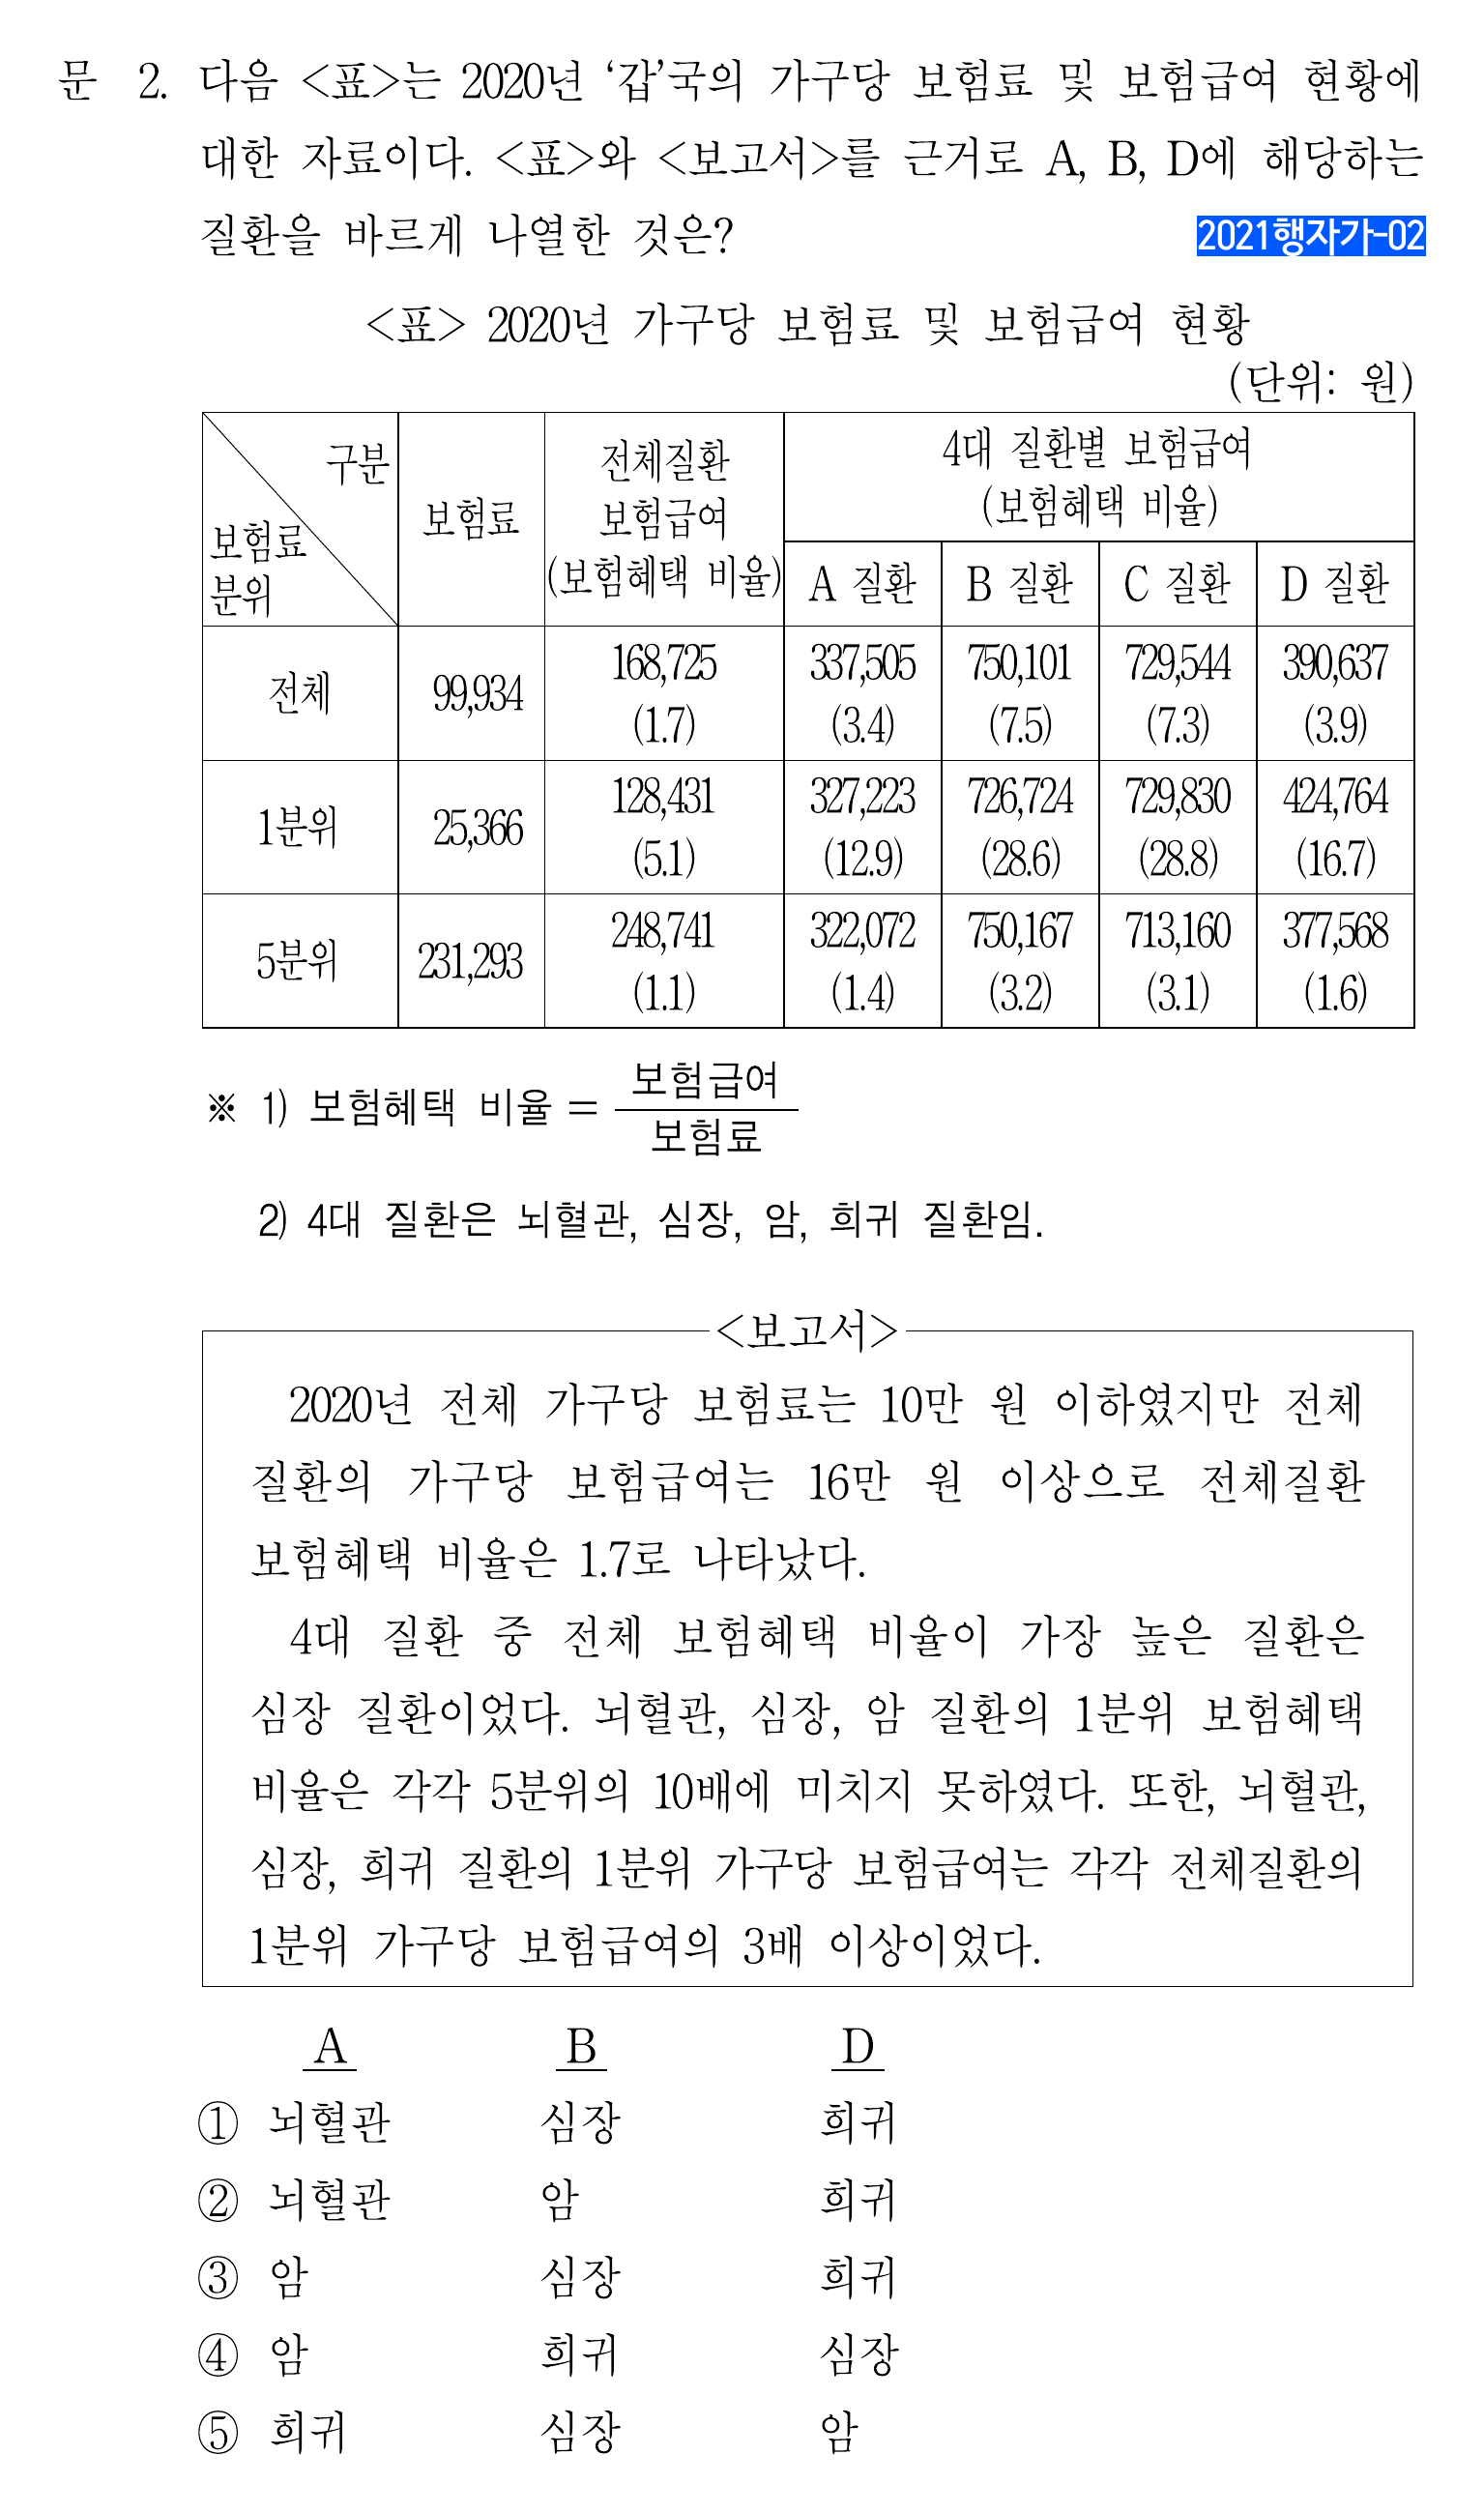 문 2. 다음 <표>는 2020년 ‘갑’국의 가구당 보험료 및 보험급여 현황에
대한 자료이다. <표>와 <보고서>를 근거로 A, B, D에 해당하는
질환을 바르게 나열한 것은?
2021행자가-02
<표> 2020년 가구당 보험료 및 보험급여 현황
(단위: 원)
구분
보험료
분위
보험료
전체질환
보험급여
(보험혜택 비율)
4대 질환별 보험급여
(보험혜택 비율)
A 질환 B 질환 C 질환 D 질환
전체 99,934 168,725 337,505 750,101 729,544 390,637
(1.7) (3.4) (7.5) (7.3) (3.9)
1분위 25,366 128,431 327,223 726,724 729,830 424,764
(5.1) (12.9) (28.6) (28.8) (16.7)
5분위 231,293 248,741 322,072 750,167 713,160 377,568
(1.1) (1.4) (3.2) (3.1) (1.6)
※ 1) 보험혜택 비율 = 보험급여
보험료
2) 4대 질환은 뇌혈관, 심장, 암, 희귀 질환임.
<보고서>
2020년 전체 가구당 보험료는 10만 원 이하였지만 전체
질환의 가구당 보험급여는 16만 원 이상으로 전체질환
보험혜택 비율은 1.7로 나타났다.
4대 질환 중 전체 보험혜택 비율이 가장 높은 질환은
심장 질환이었다. 뇌혈관, 심장, 암 질환의 1분위 보험혜택
비율은 각각 5분위의 10배에 미치지 못하였다. 또한, 뇌혈관,
심장, 희귀 질환의 1분위 가구당 보험급여는 각각 전체질환의
1분위 가구당 보험급여의 3배 이상이었다.
A B D
① 뇌혈관 심장 희귀
② 뇌혈관 암 희귀
③ 암 심장 희귀
④ 암 희귀 심장
⑤ 희귀 심장 암